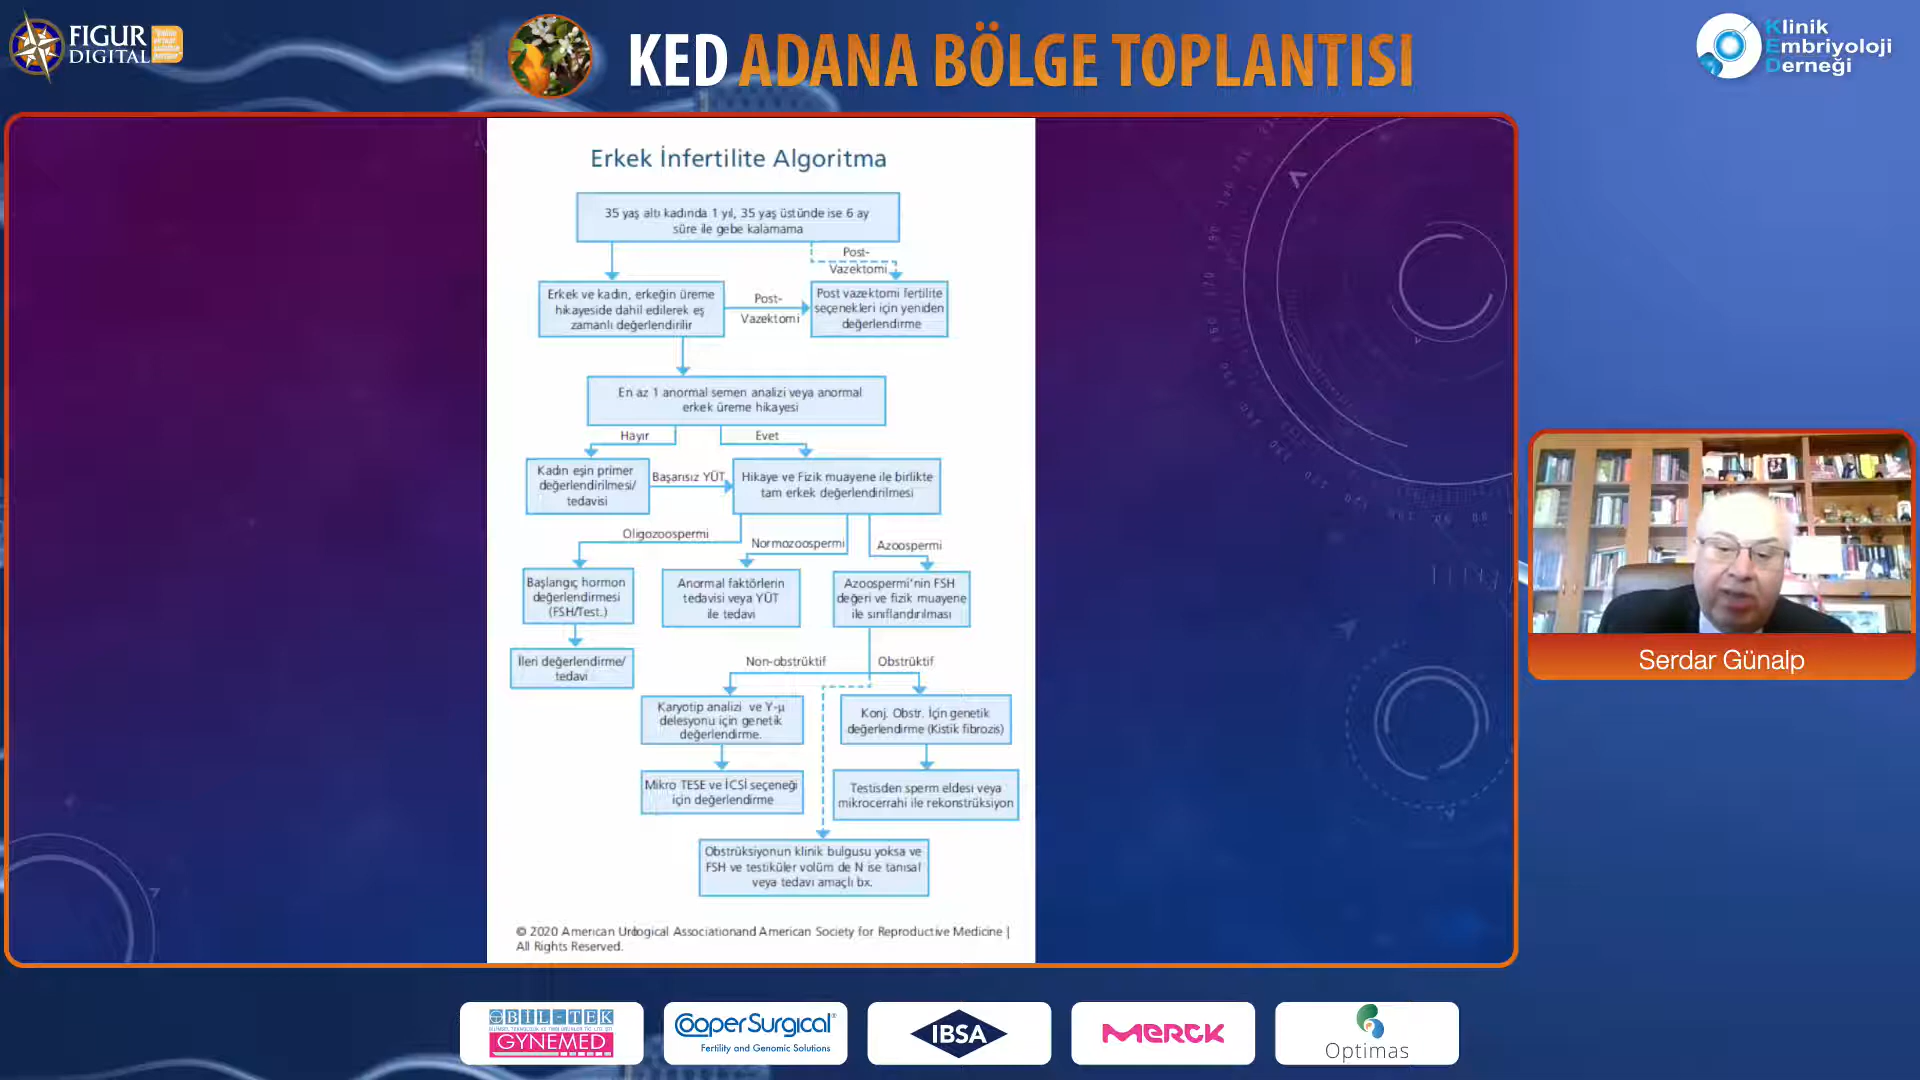 FIGUR
DIGITAL
KED ADANA BÖLGE TOPLANTISI
Klinik
Embriyoloji
Derneği
Erkek İnfertilite Algoritma
35 yaş altı kadında 1 yıl, 35 yaş üstünde ise 6 ay
süre ile gebe kalamama
Post-
Vazektomi
Erkek ve kadın, erkeğin üreme
hikayeside dahil edilerek eş
zamanlı değerlendirilir
Post-
Vazektomi
Post vazektomi fertilite
seçenekleri için yeniden
değerlendirme
En az 1 anormal semen analizi veya anormal
erkek üreme hikayesi
Hayır
Evet
Kadın eşin primer
değerlendirilmesi/
tedavisi
Başarısız YÜT
Hikaye ve Fizik muayene ile birlikte
tam erkek değerlendirilmesi
Oligozoospermi
Normozoospermi
Azoospermi
Başlangıç hormon
değerlendirmesi
(FSH/Test.)
Anormal faktörlerin
tedavisi veya YÜT
ile tedavi
Azoospermi'nin FSH
değeri ve fizik muayene
ile sınıflandırılması
İleri değerlendirme/
tedavi
Non-obstrüktif
Obstrüktif
Karyotip analizi ve Y-µ
delesyonu için genetik
değerlendirme.
Konj. Obstr. İçin genetik
değerlendirme (Kistik fibrozis)
Mikro TESE ve İCSİ seçeneği
için değerlendirme
Testisden sperm eldesi veya
mikrocerrahi ile rekonstrüksiyon
Obstrüksiyonun klinik bulgusu yoksa ve
FSH ve testiküler volüm de N ise tanısal
veya tedavi amaçlı bx.
© 2020 American Urological Associationand American Society for Reproductive Medicine |
All Rights Reserved.
Serdar Günalp
BİL-TEK
GYNEMED
CooperSurgical
Fertility and Genomic Solutions
IBSA
MERCK
Optimas